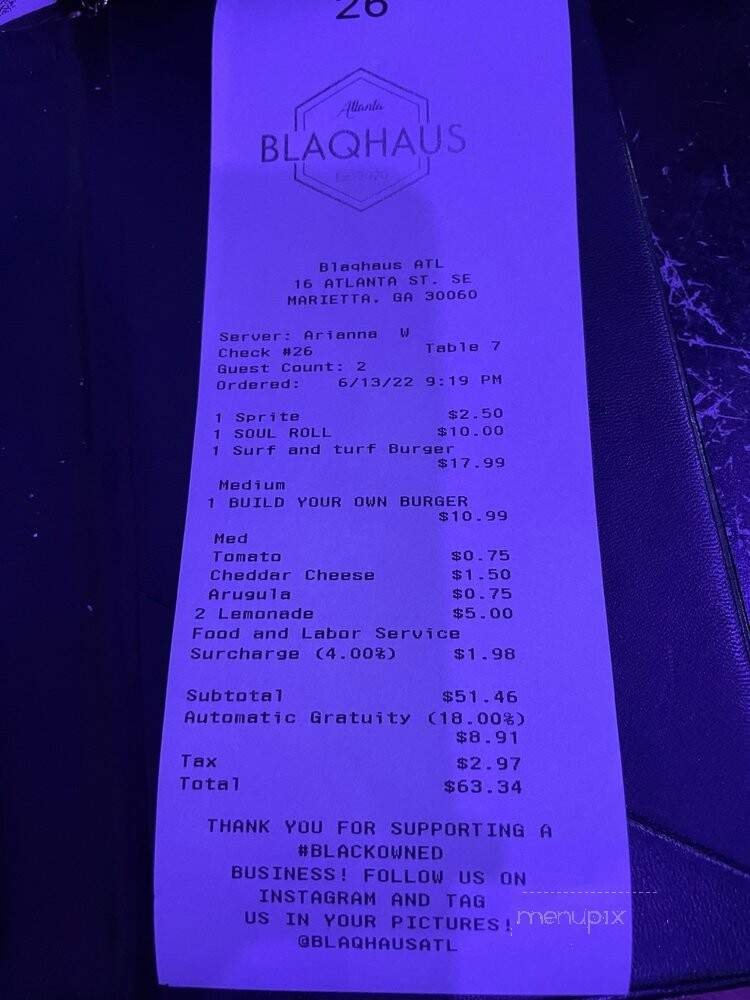 26
Atlanta
BLAQHAUS
Est. 2020
Blaqhaus ATL
16 ATLANTA ST. SE
MARIETTA, GA 30060
Server: Arianna W
Check #26 Table 7
Guest Count: 2
Ordered: 6/13/22 9:19 PM
1 Sprite $2.50
1 SOUL ROLL $10.00
1 Surf and turf Burger
$17.99
Medium
1 BUILD YOUR OWN BURGER
$10.99
Med
Tomato $0.75
Cheddar Cheese $1.50
Arugula $0.75
2 Lemonade $5.00
Food and Labor Service
Surcharge (4.00%) $1.98
Subtotal $51.46
Automatic Gratuity (18.00%)
$8.91
Tax $2.97
Total $63.34
THANK YOU FOR SUPPORTING A
#BLACKOWNED
BUSINESS! FOLLOW US ON
INSTAGRAM AND TAG
US IN YOUR PICTURES!
@BLAQHAUSATL
menupix